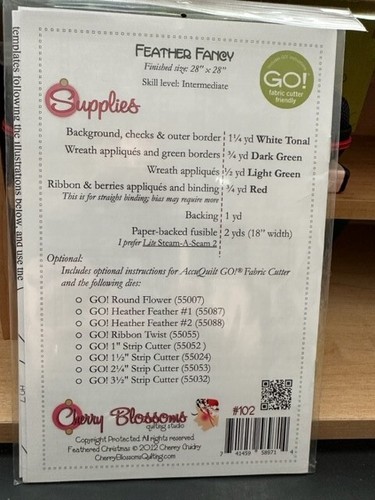 FEATHER FANCY
Finished size: 28" x 28"
Skill level: Intermediate
GO!
fabric cutter
friendly
Supplies
Background, checks & outer border 1¼ yd White Tonal
Wreath appliqués and green borders ¾ yd Dark Green
Wreath appliqués ½ yd Light Green
Ribbon & berries appliqués and binding ¾ yd Red
This is for straight binding; bias may require more
Backing 1 yd
Paper-backed fusible 2 yds (18" width)
I prefer Lite Steam-A-Seam 2
Optional:
Includes optional instructions for AccuQuilt GO!® Fabric Cutter
and the following dies:
GO! Round Flower (55007)
GO! Heather Feather #1 (55087)
GO! Heather Feather #2 (55088)
GO! Ribbon Twist (55055)
GO! 1" Strip Cutter (55052 )
GO! 1½" Strip Cutter (55024)
GO! 2¼" Strip Cutter (55053)
GO! 3½" Strip Cutter (55032)
Cherry Blossoms
quilting studio
#102
Copyright Protected. All rights reserved
Feathered Christmas © 2012 Cherry Guidry
CherryBlossomsQuilting.com
41459 58971
templates following the illustrations below, and use the